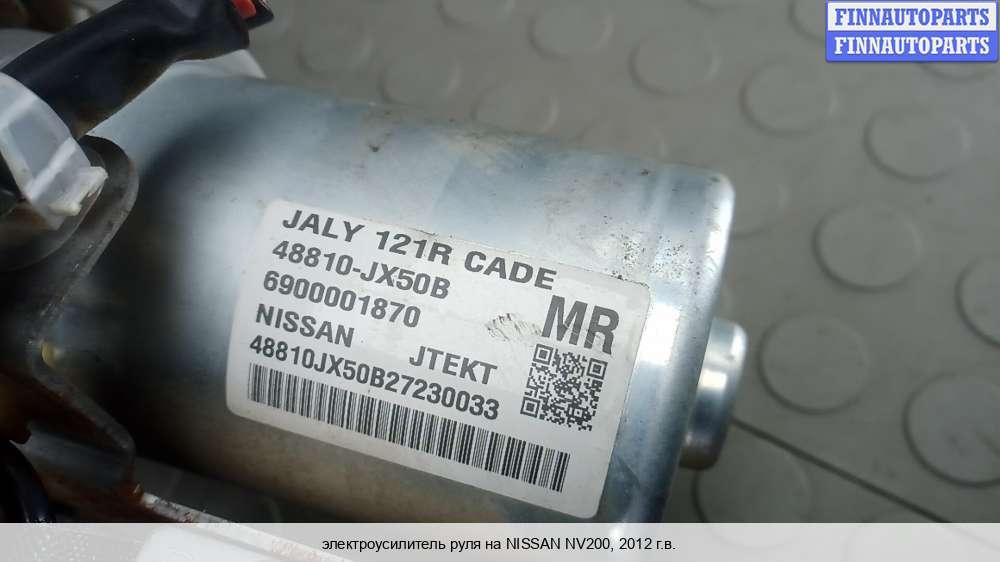 FINNAUTOPARTS
FINNAUTOPARTS
JALY 121R CADE
48810-JX50B
6900001870
MR
NISSAN JTEKT
48810JX50B27230033
электроусилитель руля на NISSAN NV200, 2012 г.в.